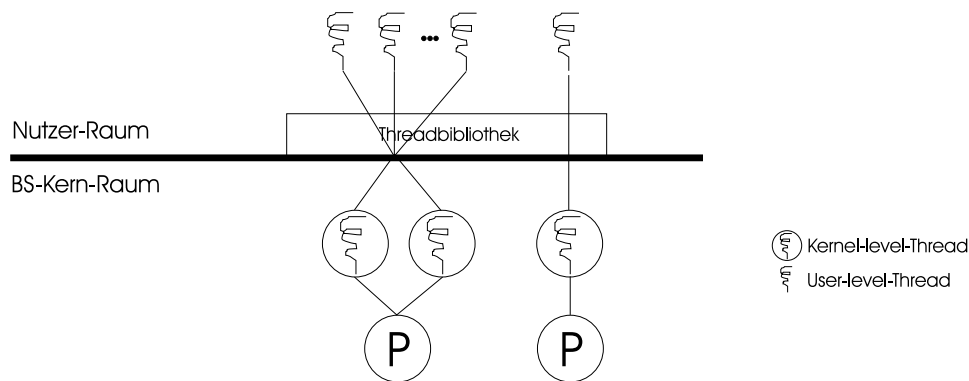 Threadbibliothek
Nutzer-Raum
BS-Kern-Raum
Kernel-level-Thread
User-level-Thread
P
P